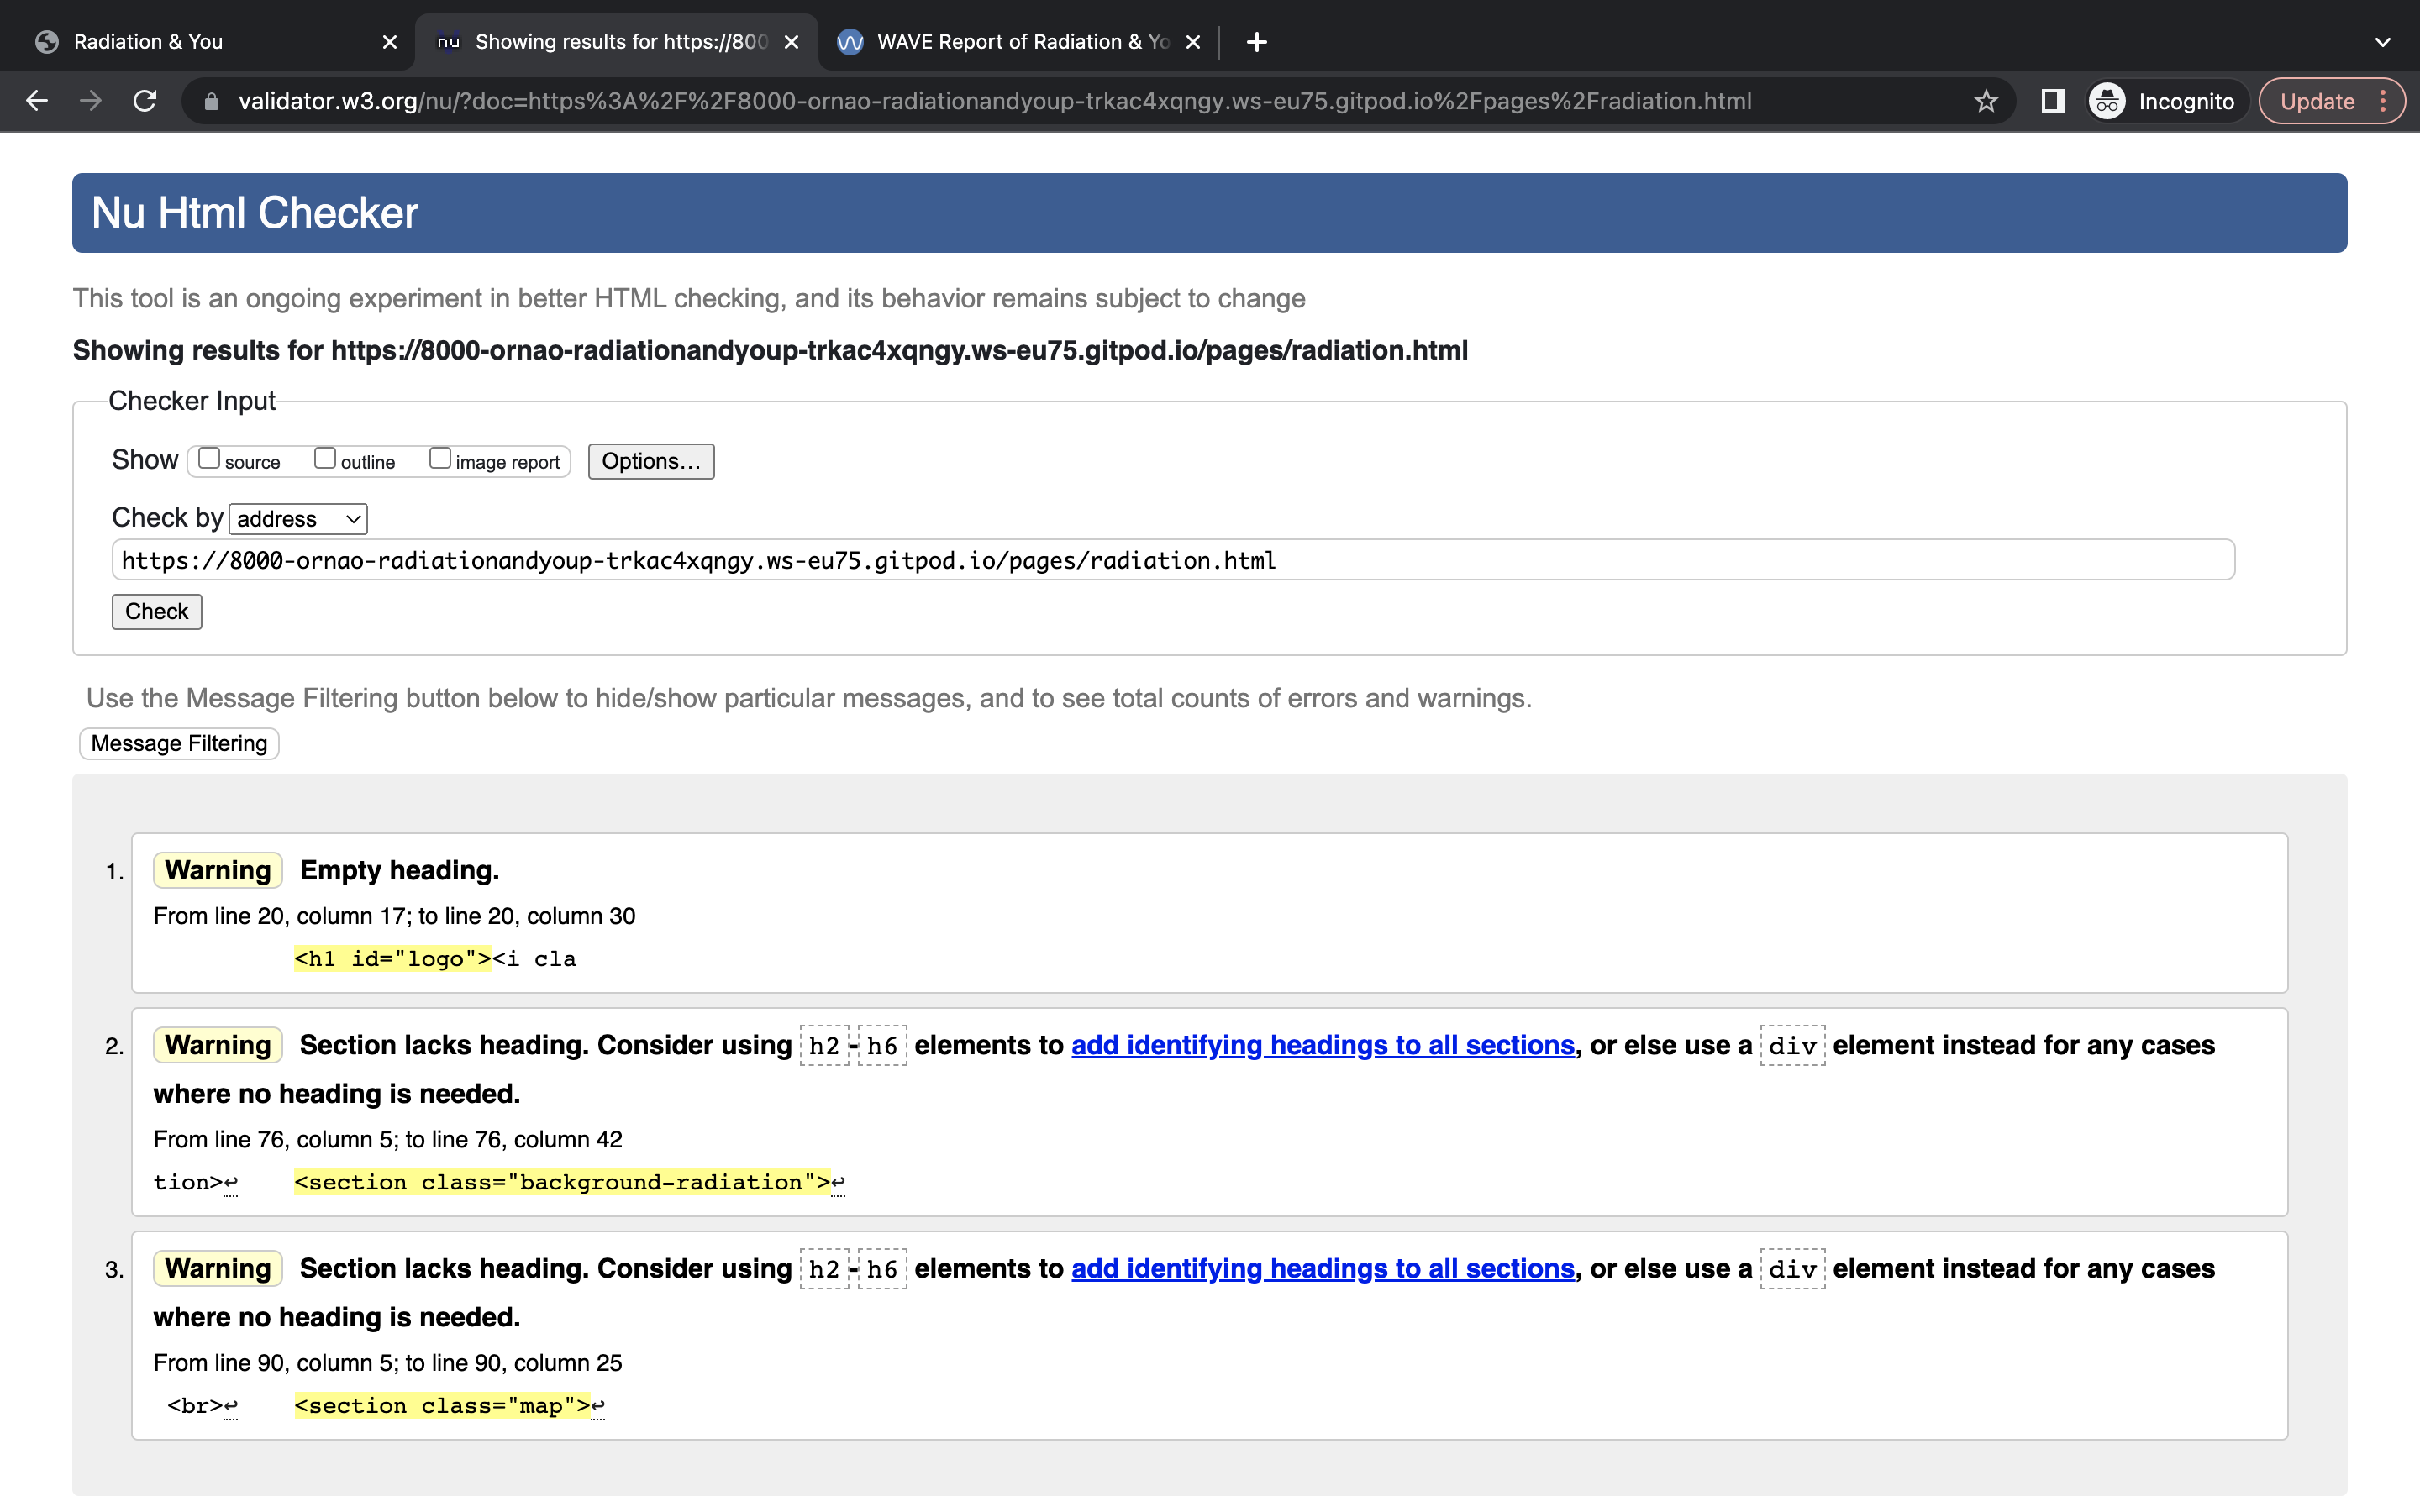 Radiation & You
nu Showing results for https://800
WAVE Report of Radiation & Yo
validator.w3.org/nu/?doc=https%3A%2F%2F8000-ornao-radiationandyoup-trkac4xqngy.ws-eu75.gitpod.io%2Fpages%2Fradiation.html
Incognito
Update
Nu Html Checker
This tool is an ongoing experiment in better HTML checking, and its behavior remains subject to change
Showing results for https://8000-ornao-radiationandyoup-trkac4xqngy.ws-eu75.gitpod.io/pages/radiation.html
Checker Input
Show source outline image report Options...
Check by address
https://8000-ornao-radiationandyoup-trkac4xqngy.ws-eu75.gitpod.io/pages/radiation.html
Check
Use the Message Filtering button below to hide/show particular messages, and to see total counts of errors and warnings.
Message Filtering
1. Warning Empty heading.
From line 20, column 17; to line 20, column 30
<h1 id="logo"><i cla
2. Warning Section lacks heading. Consider using h2-h6 elements to add identifying headings to all sections, or else use a div element instead for any cases
where no heading is needed.
From line 76, column 5; to line 76, column 42
tion>↩ <section class="background-radiation">↩
3. Warning Section lacks heading. Consider using h2-h6 elements to add identifying headings to all sections, or else use a div element instead for any cases
where no heading is needed.
From line 90, column 5; to line 90, column 25
<br>↩ <section class="map">↩